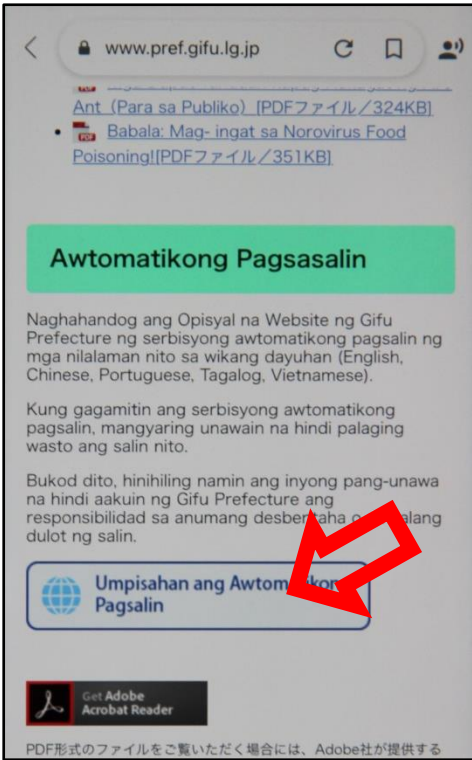 www.pref.gifu.lg.jp
Ant (Para sa Publiko) [PDFファイル／324KB]
Babala: Mag- ingat sa Norovirus Food
Poisoning![PDFファイル／351KB]
Awtomatikong Pagsasalin
Naghahandog ang Opisyal na Website ng Gifu
Prefecture ng serbisyong awtomatikong pagsalin ng
mga nilalaman nito sa wikang dayuhan (English,
Chinese, Portuguese, Tagalog, Vietnamese).
Kung gagamitin ang serbisyong awtomatikong
pagsalin, mangyaring unawain na hindi palaging
wasto ang salin nito.
Bukod dito, hinihiling namin ang inyong pang-unawa
na hindi aakuin ng Gifu Prefecture ang
responsibilidad sa anumang
dulot ng salin.
Umpisahan ang
Pagsalin
Get Adobe
Acrobat Reader
PDF形式のファイルをご覧いただく場合には、Adobe社が提供する